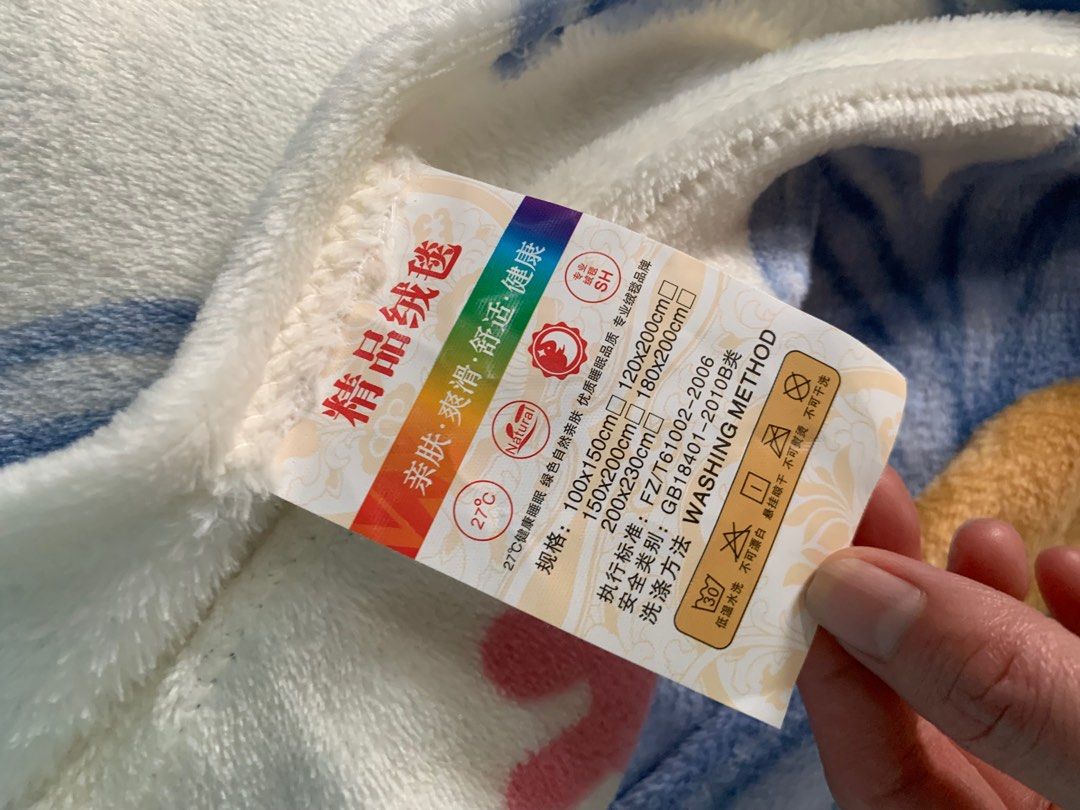 精品绒毯
亲肤·爽滑·舒适·健康
27℃
Natural
专业
绒毯
SH
27℃健康睡眠 绿色自然亲肤 优质睡眠品质 专业绒毯品牌
规格：100x150cm□ 120x200cm□
150x200cm□ 180x200cm□
200x230cm□
执行标准：FZ/T61002-2006
安全类别：GB18401-2010B类
洗涤方法 WASHING METHOD
30
低温水洗 不可漂白 悬挂晾干 不可熨烫 不可干洗